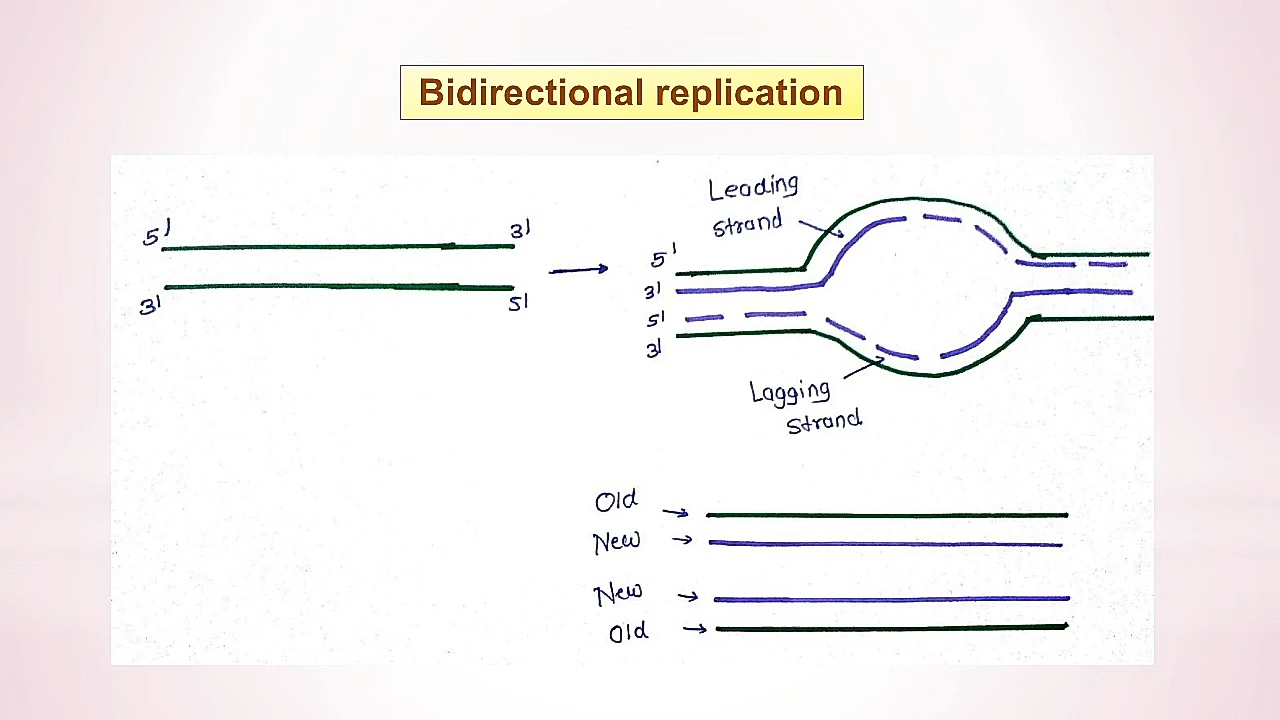 Bidirectional replication
5'
3'
3'
5'
Leading
strand
5'
3'
5'
3'
Lagging
strand
Old
New
New
Old